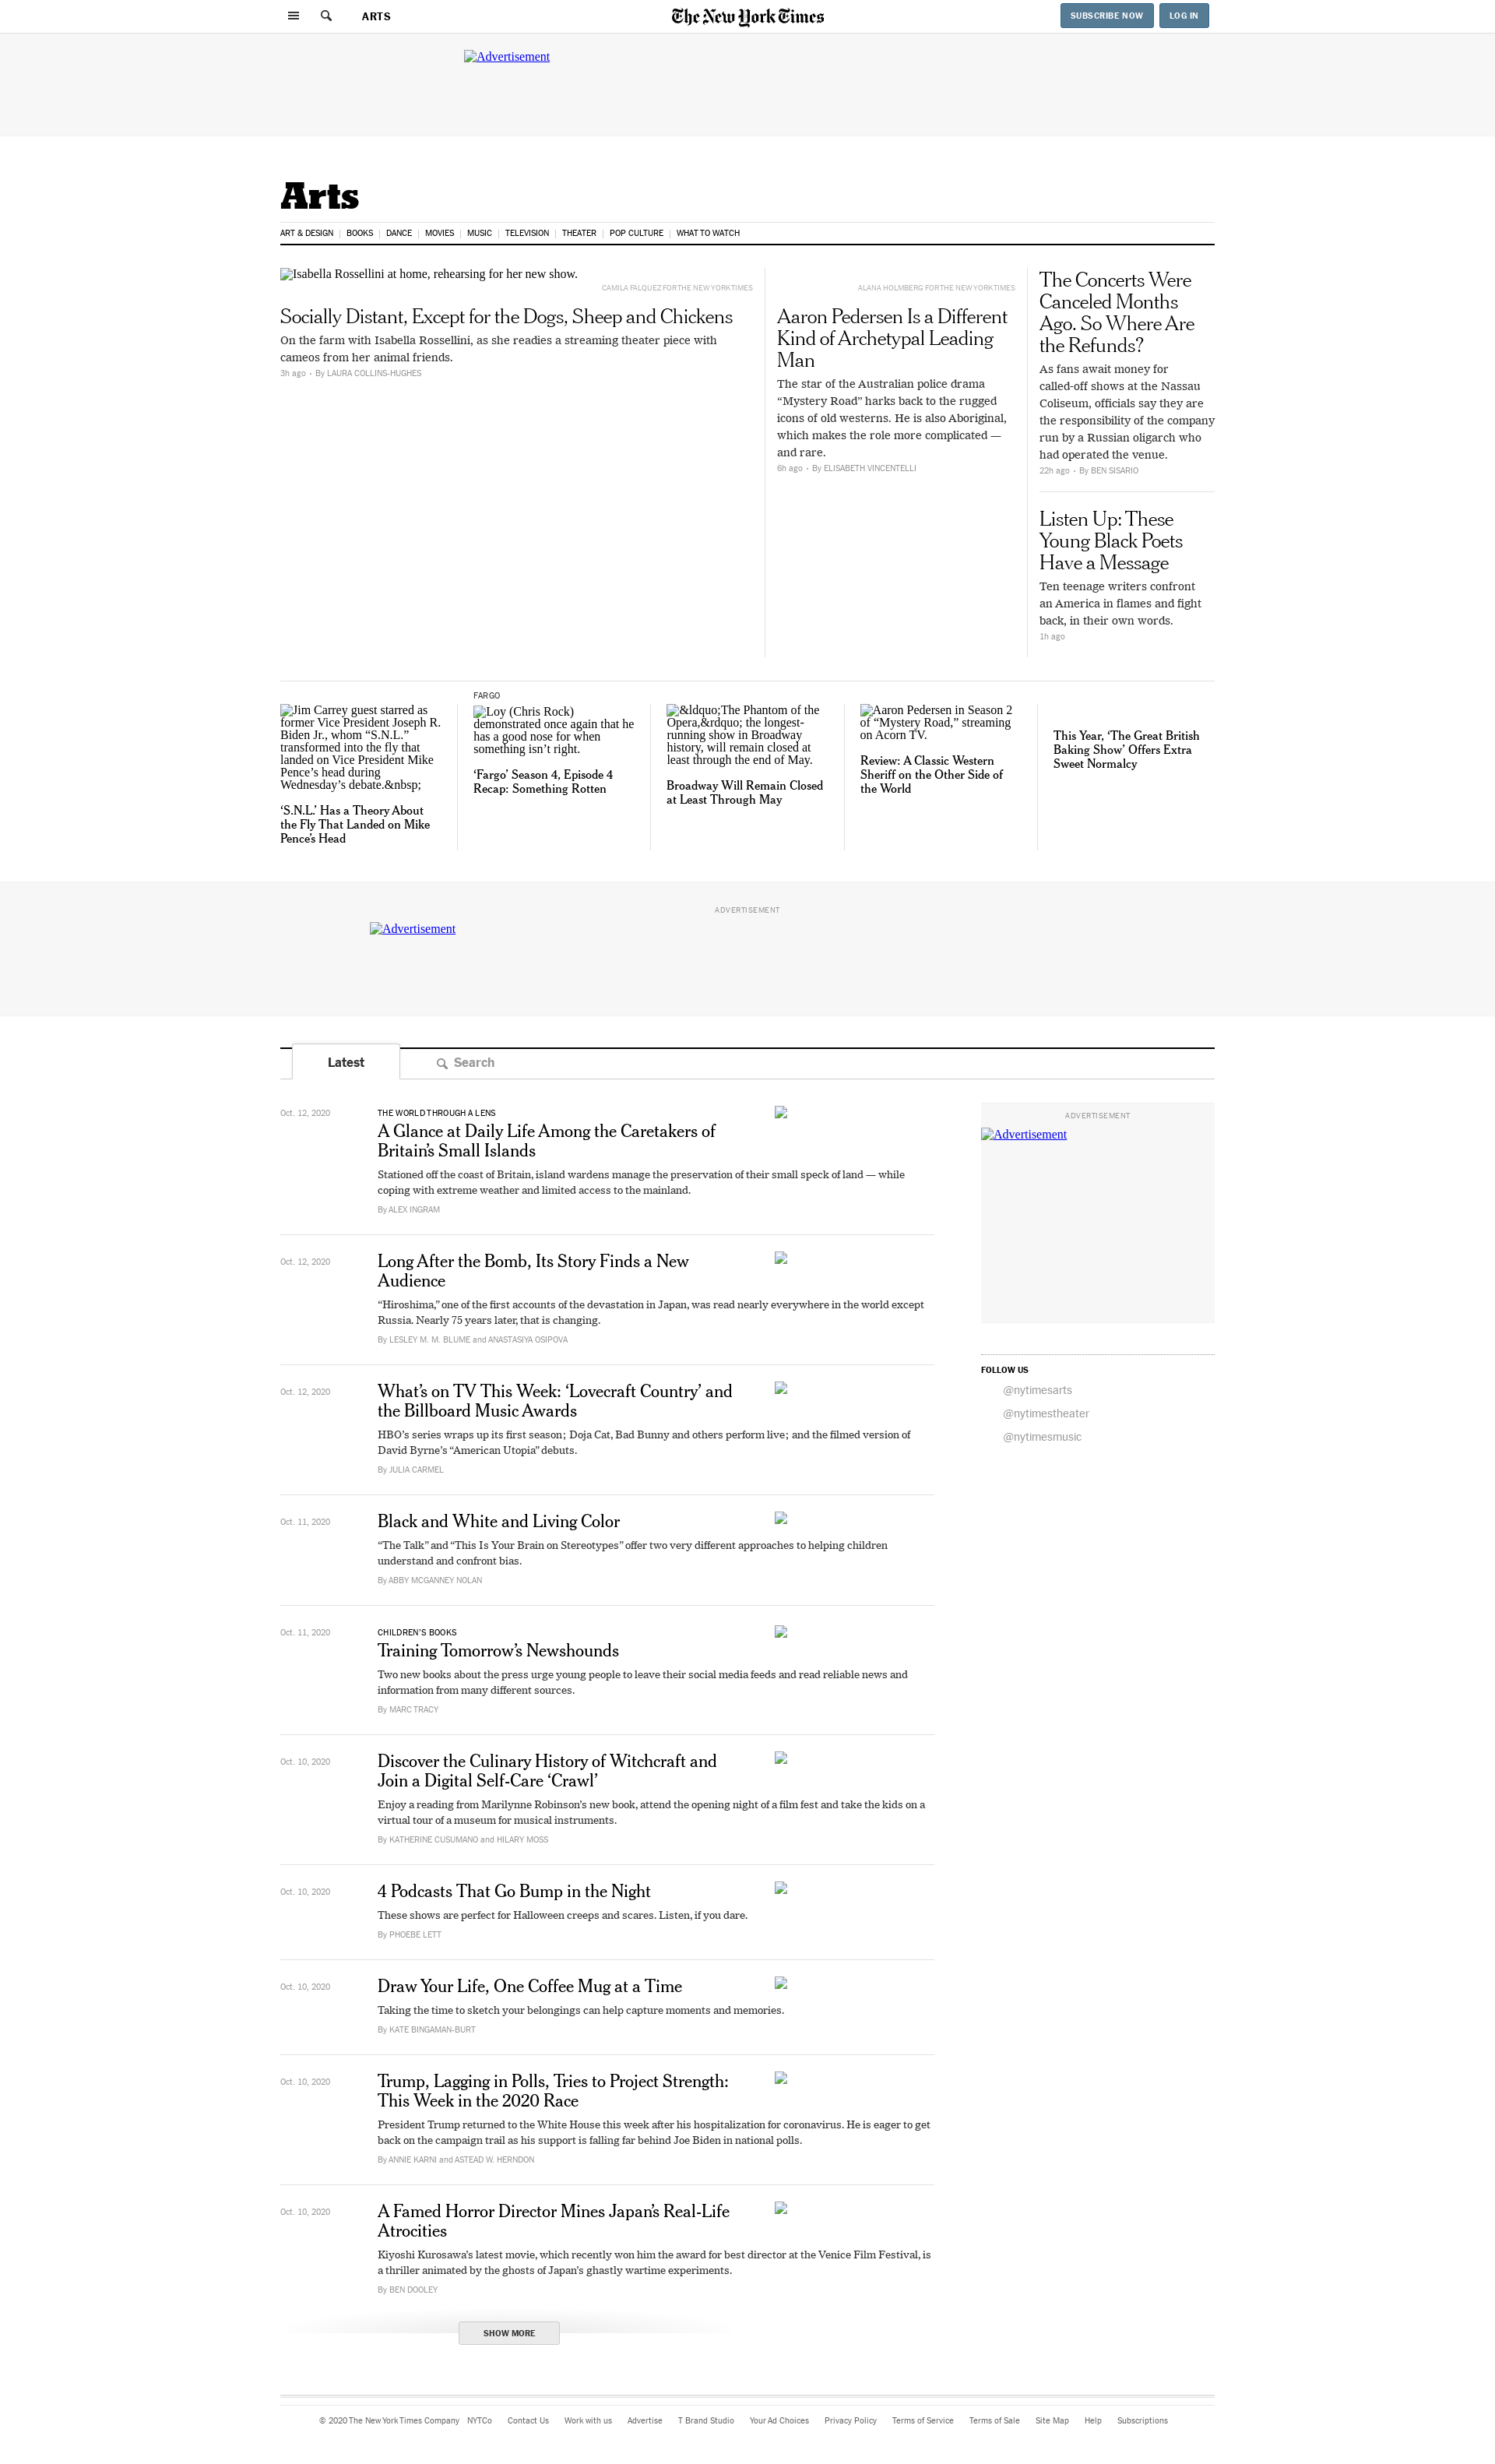 ARTS
The New York Times
SUBSCRIBE NOW
LOG IN
Advertisement
Arts
ART & DESIGN
BOOKS
DANCE
MOVIES
MUSIC
TELEVISION
THEATER
POP CULTURE
WHAT TO WATCH
Isabella Rossellini at home, rehearsing for her new show.
CAMILA FALQUEZ FOR THE NEW YORK TIMES
Socially Distant, Except for the Dogs, Sheep and Chickens
On the farm with Isabella Rossellini, as she readies a streaming theater piece with
cameos from her animal friends.
3h ago · By LAURA COLLINS-HUGHES
ALANA HOLMBERG FOR THE NEW YORK TIMES
Aaron Pedersen Is a Different
Kind of Archetypal Leading
Man
The star of the Australian police drama
“Mystery Road” harks back to the rugged
icons of old westerns. He is also Aboriginal,
which makes the role more complicated —
and rare.
6h ago · By ELISABETH VINCENTELLI
The Concerts Were
Canceled Months
Ago. So Where Are
the Refunds?
As fans await money for
called-off shows at the Nassau
Coliseum, officials say they are
the responsibility of the company
run by a Russian oligarch who
had operated the venue.
22h ago · By BEN SISARIO
Listen Up: These
Young Black Poets
Have a Message
Ten teenage writers confront
an America in flames and fight
back, in their own words.
1h ago
Jim Carrey guest starred as
former Vice President Joseph R.
Biden Jr., whom “S.N.L.”
transformed into the fly that
landed on Vice President Mike
Pence’s head during
Wednesday’s debate.&nbsp;
‘S.N.L.’ Has a Theory About
the Fly That Landed on Mike
Pence’s Head
FARGO
Loy (Chris Rock)
demonstrated once again that he
has a good nose for when
something isn’t right.
‘Fargo’ Season 4, Episode 4
Recap: Something Rotten
&ldquo;The Phantom of the
Opera,&rdquo; the longest-
running show in Broadway
history, will remain closed at
least through the end of May.
Broadway Will Remain Closed
at Least Through May
Aaron Pedersen in Season 2
of “Mystery Road,” streaming
on Acorn TV.
Review: A Classic Western
Sheriff on the Other Side of
the World
This Year, ‘The Great British
Baking Show’ Offers Extra
Sweet Normalcy
ADVERTISEMENT
Advertisement
Latest
Search
Oct. 12, 2020
THE WORLD THROUGH A LENS
A Glance at Daily Life Among the Caretakers of
Britain’s Small Islands
Stationed off the coast of Britain, island wardens manage the preservation of their small speck of land — while
coping with extreme weather and limited access to the mainland.
By ALEX INGRAM
Oct. 12, 2020
Long After the Bomb, Its Story Finds a New
Audience
“Hiroshima,” one of the first accounts of the devastation in Japan, was read nearly everywhere in the world except
Russia. Nearly 75 years later, that is changing.
By LESLEY M. M. BLUME and ANASTASIYA OSIPOVA
Oct. 12, 2020
What’s on TV This Week: ‘Lovecraft Country’ and
the Billboard Music Awards
HBO’s series wraps up its first season; Doja Cat, Bad Bunny and others perform live; and the filmed version of
David Byrne’s “American Utopia” debuts.
By JULIA CARMEL
Oct. 11, 2020
Black and White and Living Color
“The Talk” and “This Is Your Brain on Stereotypes” offer two very different approaches to helping children
understand and confront bias.
By ABBY MCGANNEY NOLAN
Oct. 11, 2020
CHILDREN’S BOOKS
Training Tomorrow’s Newshounds
Two new books about the press urge young people to leave their social media feeds and read reliable news and
information from many different sources.
By MARC TRACY
Oct. 10, 2020
Discover the Culinary History of Witchcraft and
Join a Digital Self-Care ‘Crawl’
Enjoy a reading from Marilynne Robinson’s new book, attend the opening night of a film fest and take the kids on a
virtual tour of a museum for musical instruments.
By KATHERINE CUSUMANO and HILARY MOSS
Oct. 10, 2020
4 Podcasts That Go Bump in the Night
These shows are perfect for Halloween creeps and scares. Listen, if you dare.
By PHOEBE LETT
Oct. 10, 2020
Draw Your Life, One Coffee Mug at a Time
Taking the time to sketch your belongings can help capture moments and memories.
By KATE BINGAMAN-BURT
Oct. 10, 2020
Trump, Lagging in Polls, Tries to Project Strength:
This Week in the 2020 Race
President Trump returned to the White House this week after his hospitalization for coronavirus. He is eager to get
back on the campaign trail as his support is falling far behind Joe Biden in national polls.
By ANNIE KARNI and ASTEAD W. HERNDON
Oct. 10, 2020
A Famed Horror Director Mines Japan’s Real-Life
Atrocities
Kiyoshi Kurosawa’s latest movie, which recently won him the award for best director at the Venice Film Festival, is
a thriller animated by the ghosts of Japan’s ghastly wartime experiments.
By BEN DOOLEY
SHOW MORE
ADVERTISEMENT
Advertisement
FOLLOW US
@nytimesarts
@nytimestheater
@nytimesmusic
© 2020 The New York Times Company NYTCo Contact Us Work with us Advertise T Brand Studio Your Ad Choices Privacy Policy Terms of Service Terms of Sale Site Map Help Subscriptions